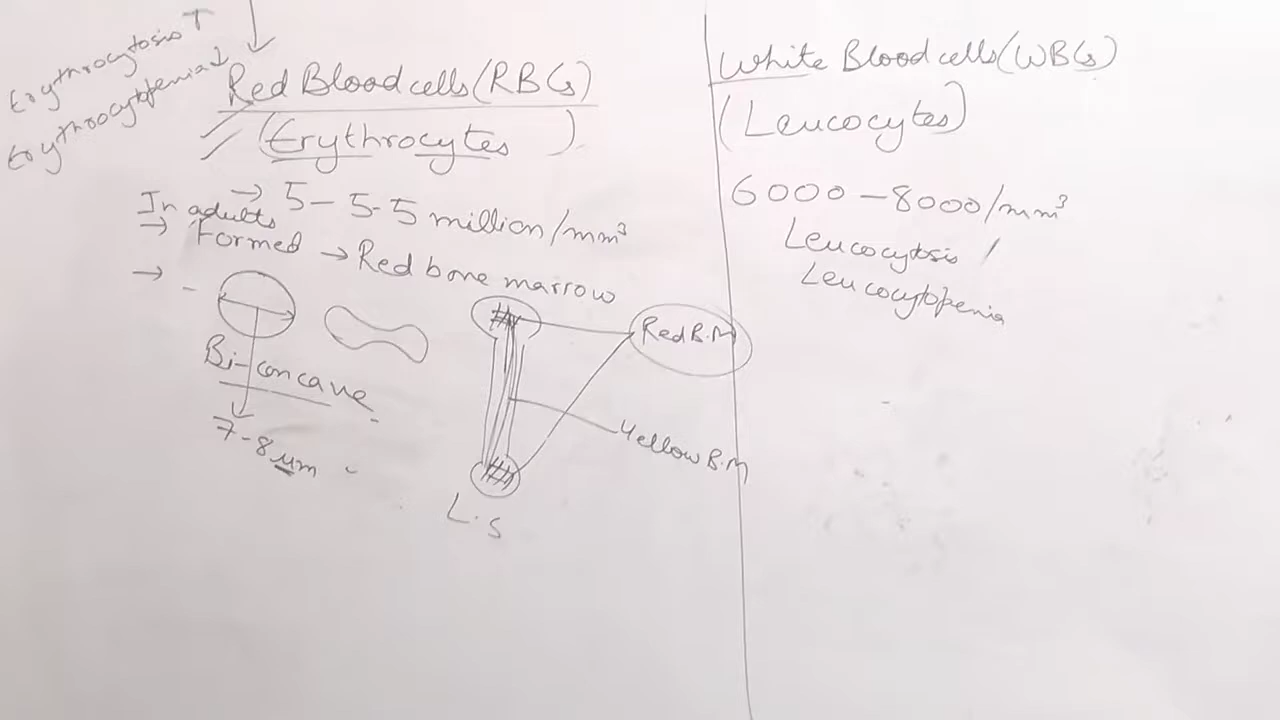 Erythrocytosis ↑
Erythrocytopenia ↓
Red Blood cells (RBCs)
(Erythrocytes)
→ 5-5.5 million/mm³
In adults
→ Formed → Red bone marrow
→ -
Bi-concave
7-8 μm
Red B.M
Yellow B.M
L.S
White Blood cells (WBCs)
(Leucocytes)
6000-8000/mm³
Leucocytosis /
Leucocytopenia